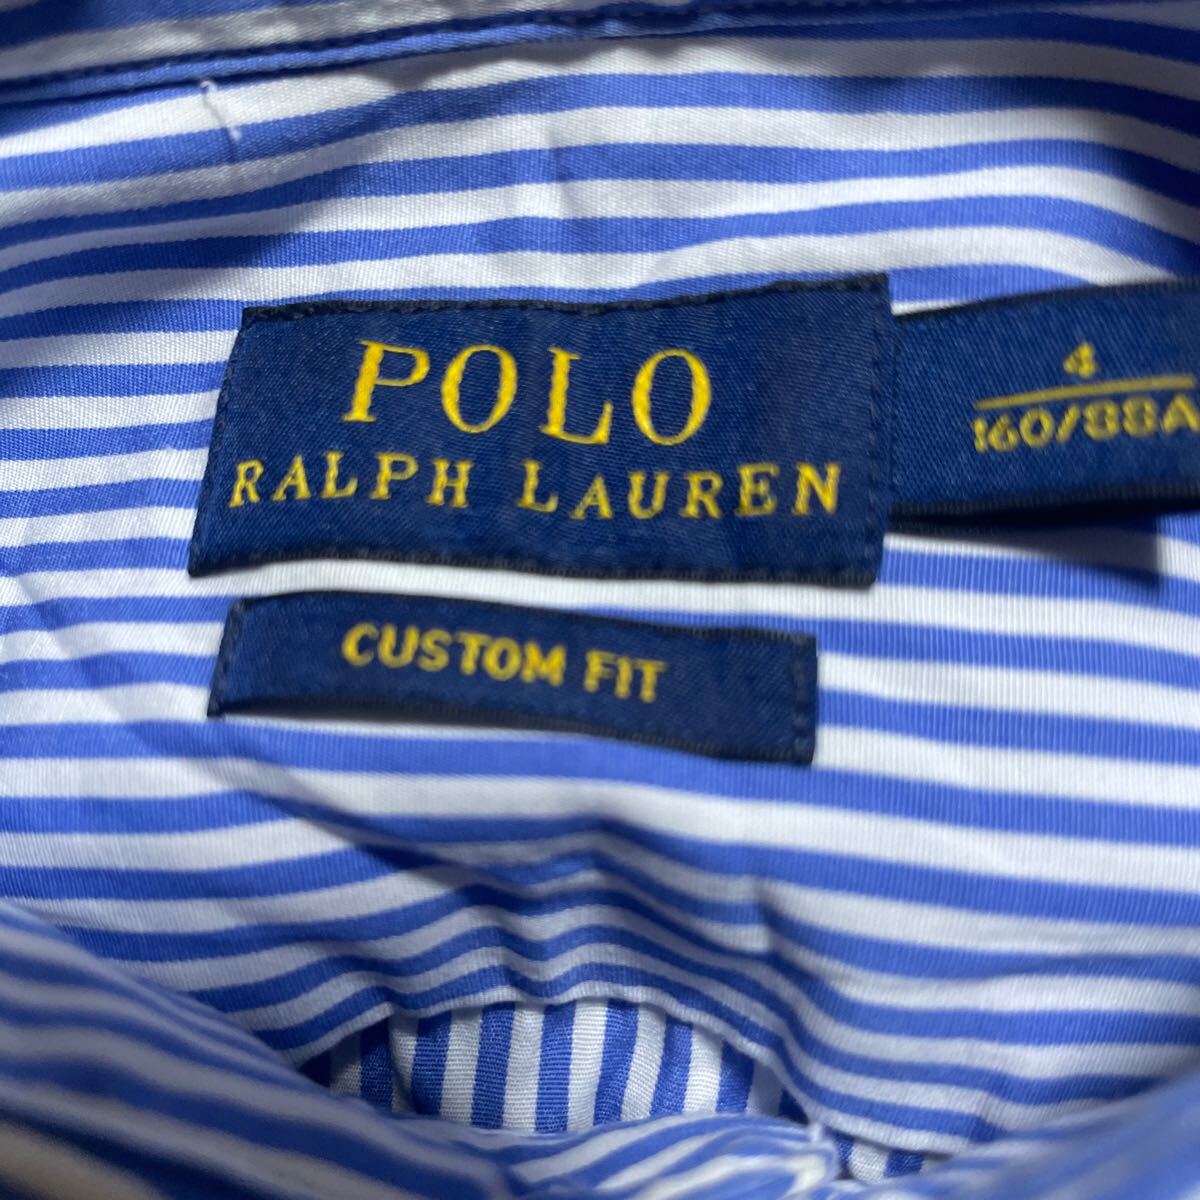 POLO
RALPH LAUREN
4
160/88A
CUSTOM FIT